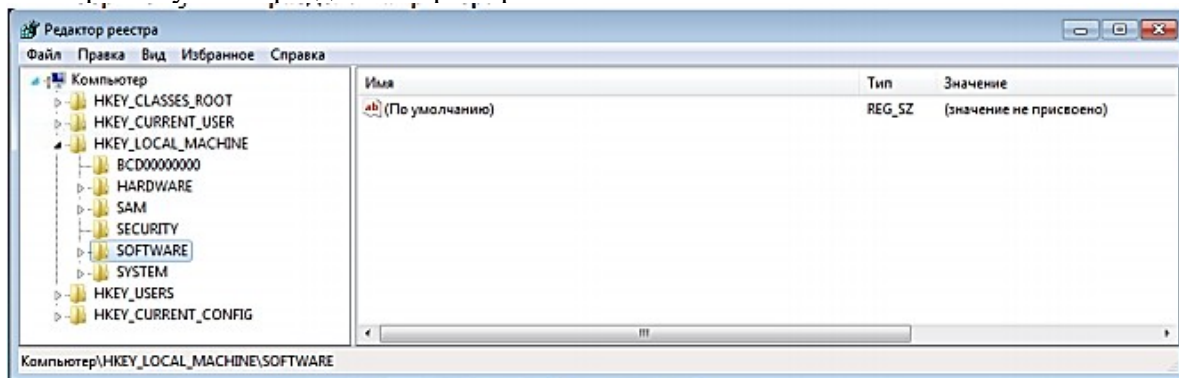 Редактор реестра
Файл Правка Вид Избранное Справка
Компьютер
HKEY_CLASSES_ROOT
HKEY_CURRENT_USER
HKEY_LOCAL_MACHINE
BCD00000000
HARDWARE
SAM
SECURITY
SOFTWARE
SYSTEM
HKEY_USERS
HKEY_CURRENT_CONFIG
Имя Тип Значение
ab (По умолчанию) REG_SZ (значение не присвоено)
Компьютер\HKEY_LOCAL_MACHINE\SOFTWARE